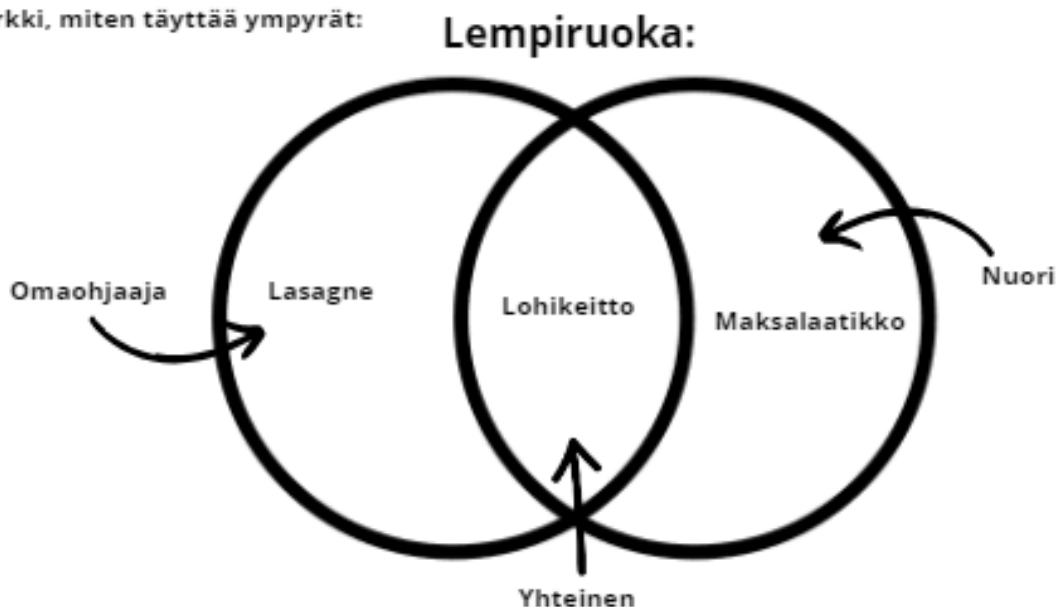 rkki, miten täyttää ympyrät:
Lempiruoka:
Omaohjaaja
Lasagne
Lohikeitto
Maksalaatikko
Nuori
Yhteinen